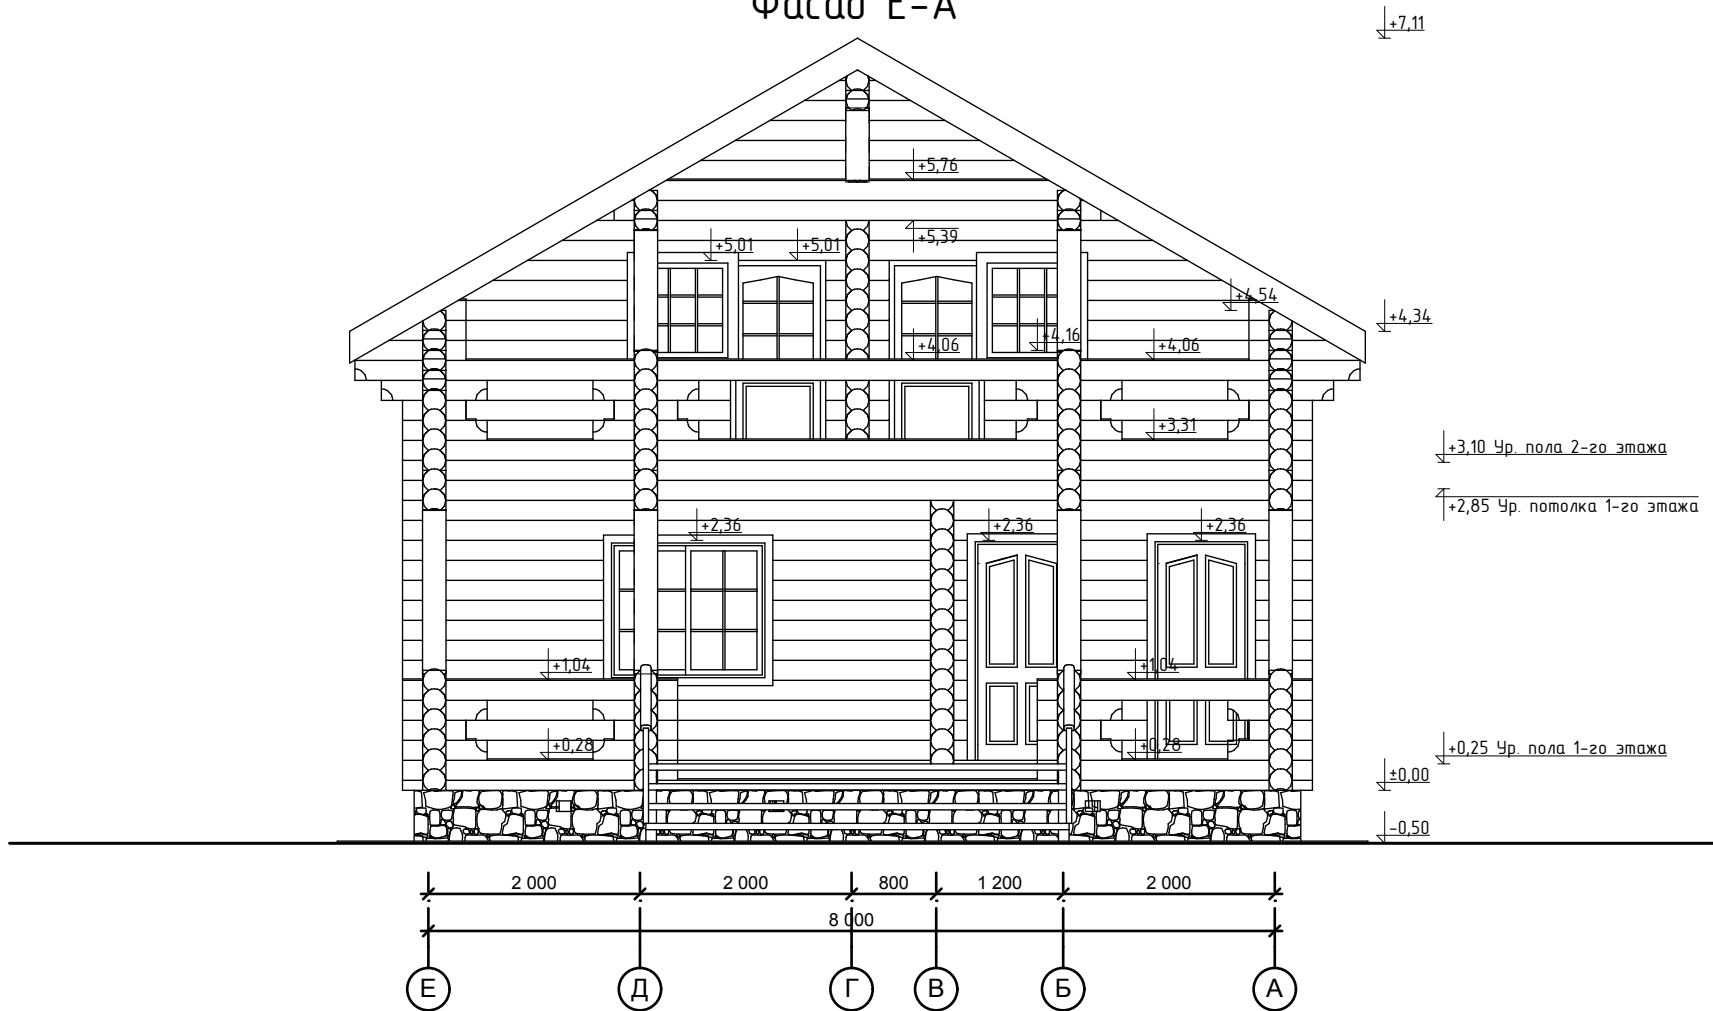 Фасад Е-А
+7,11
+5,76
+5,39
+5,01
+5,01
+4,54
+4,34
+4,16
+4,06
+4,06
+3,31
+3,10 Ур. пола 2-го этажа
+2,85 Ур. потолка 1-го этажа
+2,36
+2,36
+2,36
+1,04
+1,04
+0,28
+0,28
+0,25 Ур. пола 1-го этажа
±0,00
-0,50
2 000
2 000
800
1 200
2 000
8 000
Е
Д
Г
В
Б
А